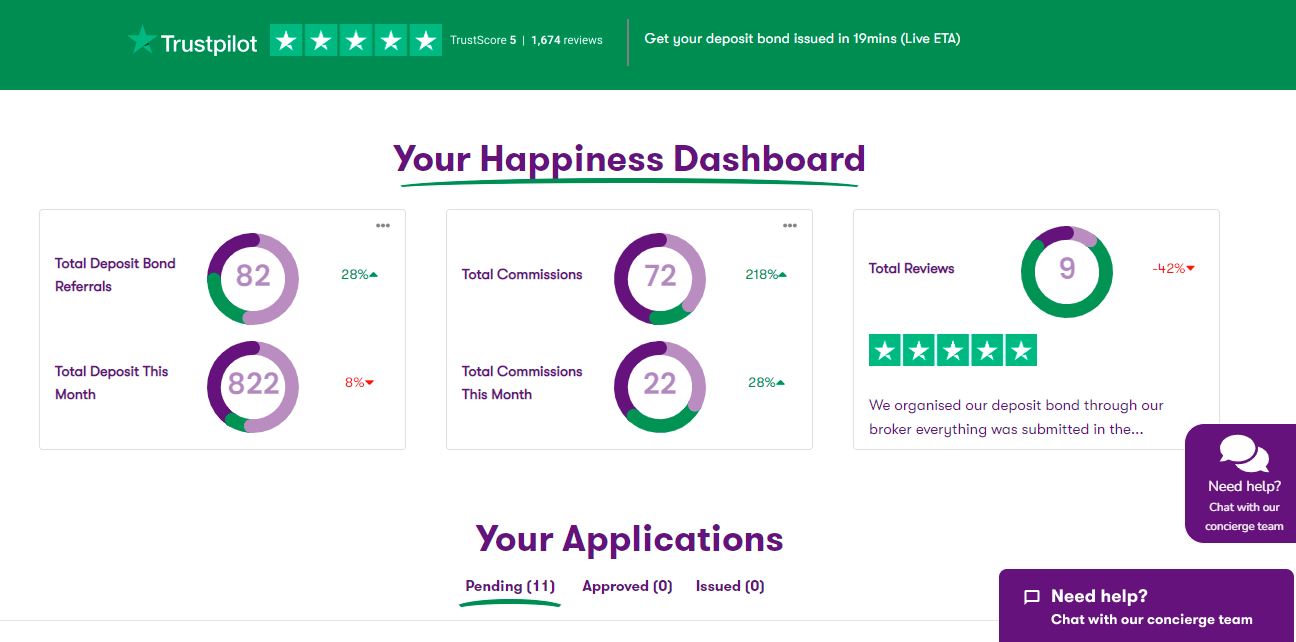 Trustpilot
TrustScore 5 | 1,674 reviews
Get your deposit bond issued in 19mins (Live ETA)
Your Happiness Dashboard
Total Deposit Bond
Referrals
82
28%
Total Deposit This
Month
822
8%
Total Commissions
72
218%
Total Commissions
This Month
22
28%
Total Reviews
9
-42%
We organised our deposit bond through our
broker everything was submitted in the...
Need help?
Chat with our
concierge team
Your Applications
Pending (11)
Approved (0)
Issued (0)
Need help?
Chat with our concierge team